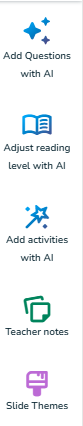 Add Questions
with AI
Adjust reading
level with AI
Add activities
with AI
Teacher notes
Slide Themes